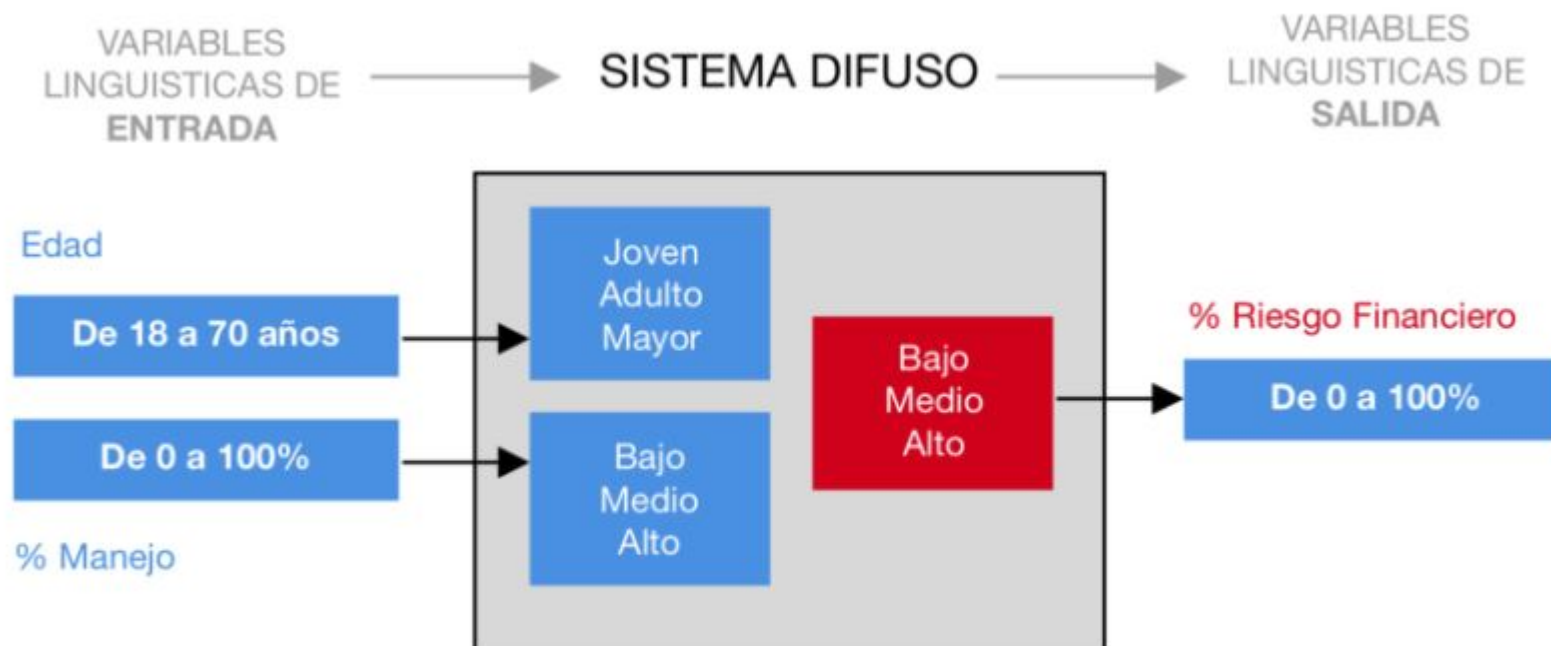 VARIABLES
LINGUISTICAS DE
ENTRADA
SISTEMA DIFUSO
VARIABLES
LINGUISTICAS DE
SALIDA
Edad
De 18 a 70 años
De 0 a 100%
% Manejo
Joven
Adulto
Mayor
Bajo
Medio
Alto
Bajo
Medio
Alto
% Riesgo Financiero
De 0 a 100%